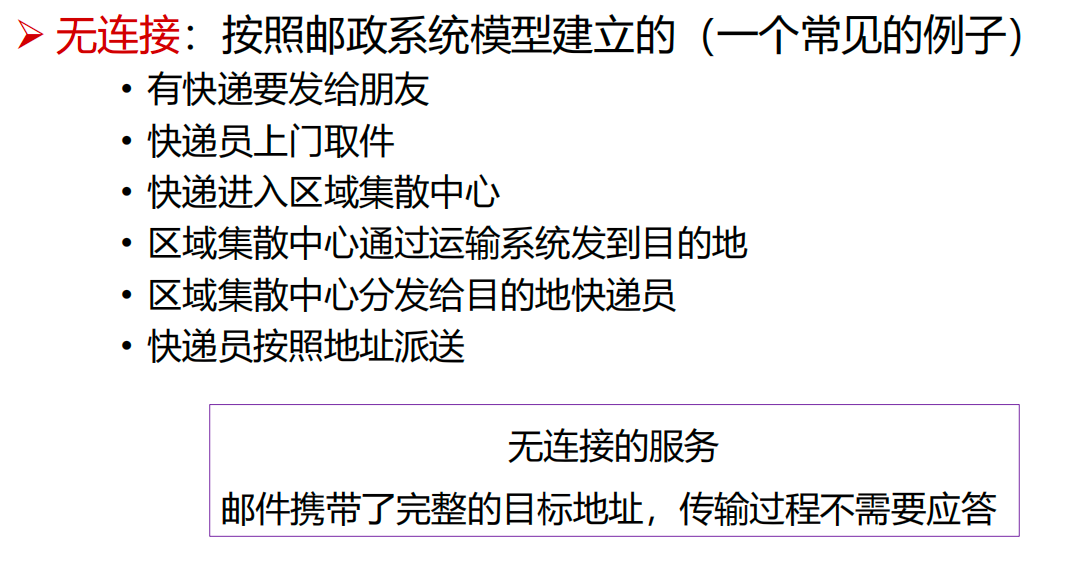 无连接：按照邮政系统模型建立的（一个常见的例子）
• 有快递要发给朋友
• 快递员上门取件
• 快递进入区域集散中心
• 区域集散中心通过运输系统发到目的地
• 区域集散中心分发给目的地快递员
• 快递员按照地址派送
无连接的服务
邮件携带了完整的目标地址，传输过程不需要应答